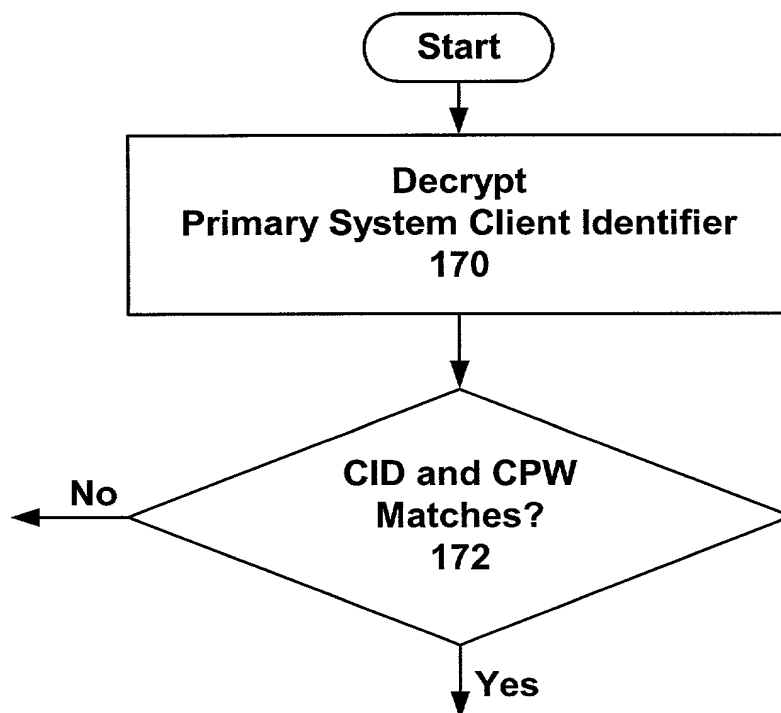 Start
Decrypt
Primary System Client Identifier
170
CID and CPW
Matches?
172
No
Yes